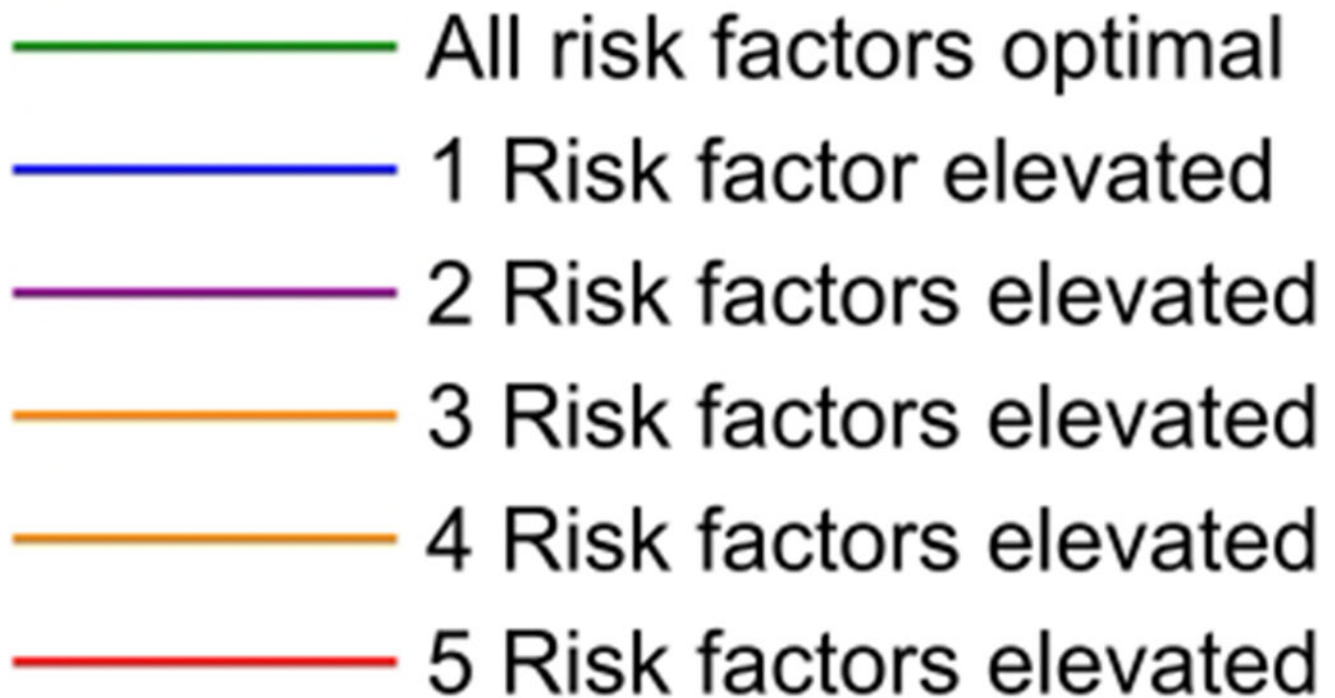 All risk factors optimal
1 Risk factor elevated
2 Risk factors elevated
3 Risk factors elevated
4 Risk factors elevated
5 Risk factors elevated